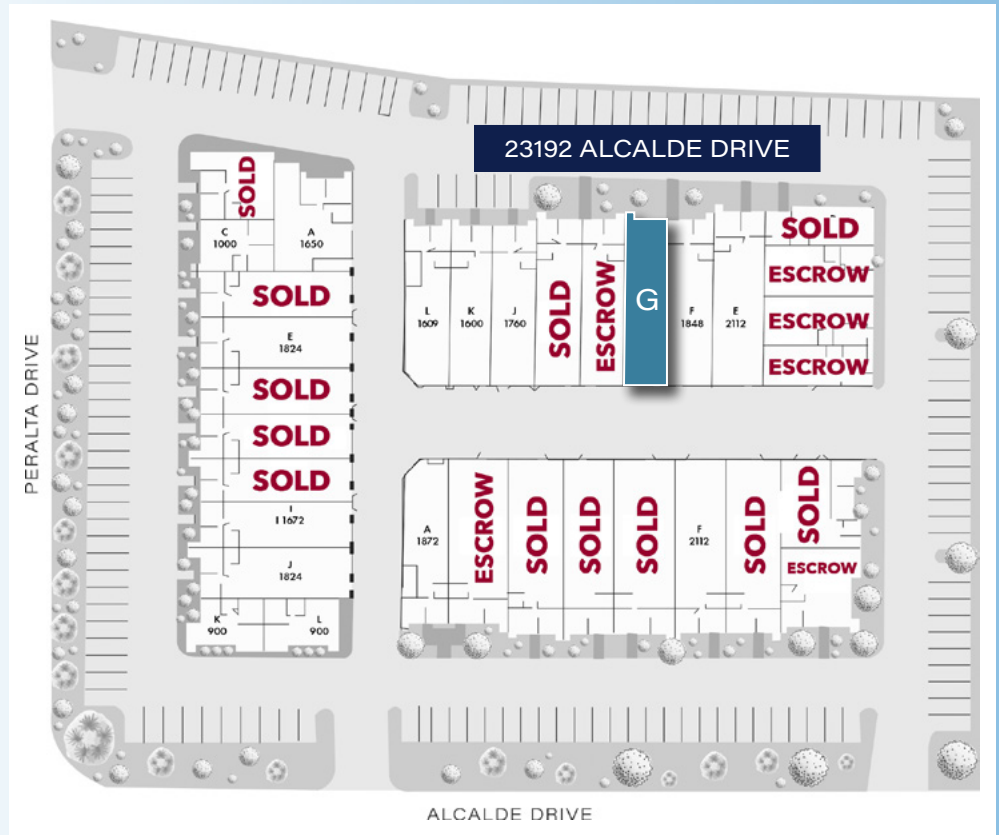 23192 ALCALDE DRIVE
SOLD
C
1000
A
1650
SOLD
E
1824
SOLD
SOLD
SOLD
I
I 1672
J
1824
K
900
L
900
L
1609
K
1600
J
1760
SOLD
ESCROW
G
F
1848
E
2112
SOLD
ESCROW
ESCROW
ESCROW
A
1872
ESCROW
SOLD
SOLD
SOLD
F
2112
SOLD
SOLD
ESCROW
PERALTA DRIVE
ALCALDE DRIVE